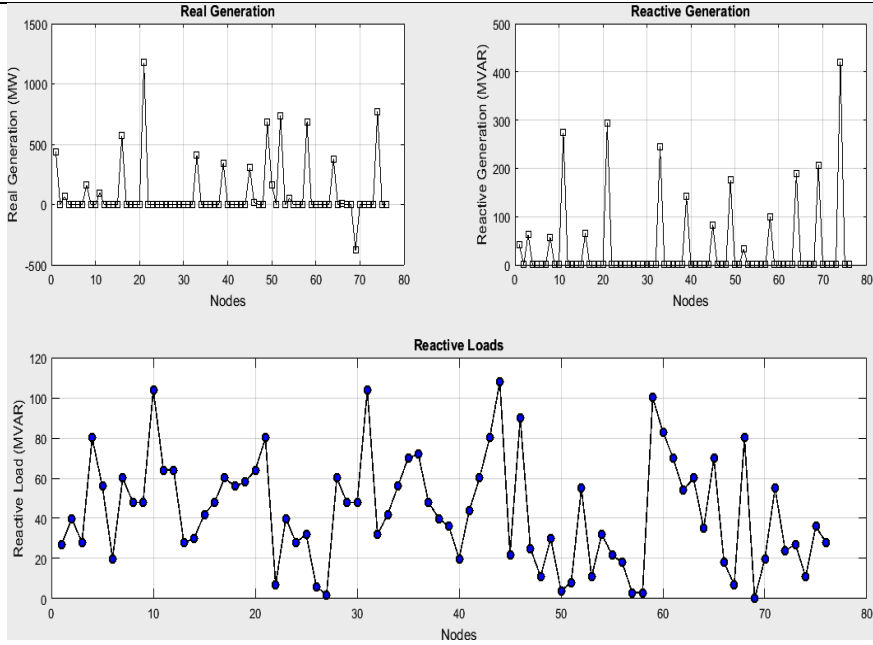 Real Generation
1500
1000
500
0
-500
Real Generation (MW)
0 10 20 30 40 50 60 70 80
Nodes
Reactive Generation
500
400
300
200
100
0
Reactive Generation (MVAR)
0 10 20 30 40 50 60 70 80
Nodes
Reactive Loads
120
100
80
60
40
20
0
Reactive Load (MVAR)
0 10 20 30 40 50 60 70 80
Nodes